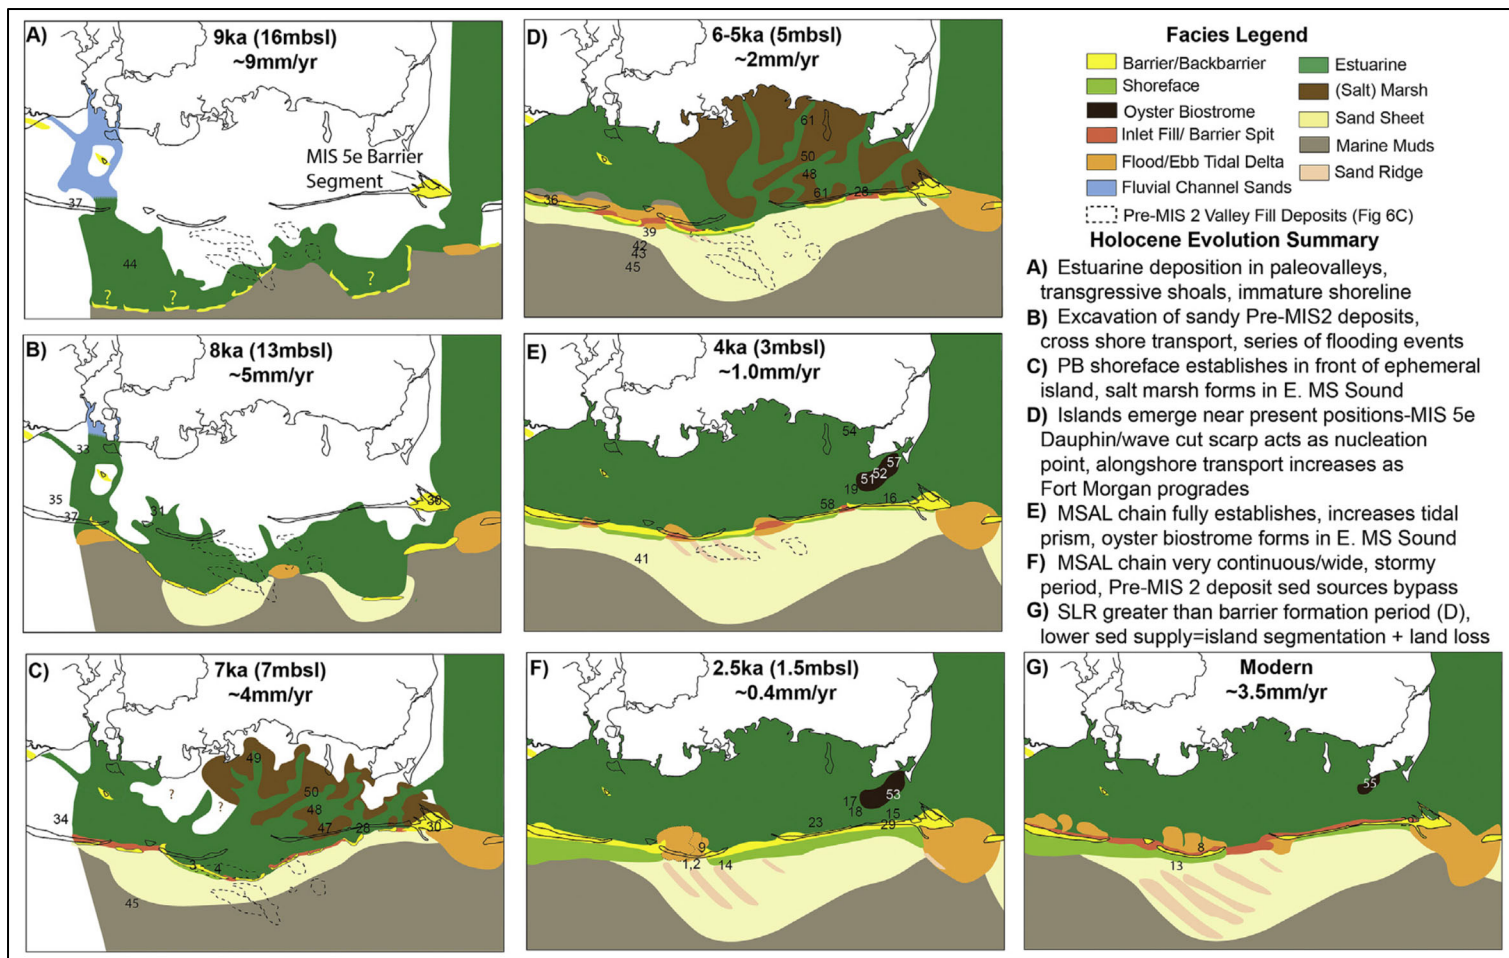 A)
9ka (16mbsl)
~9mm/yr
MIS 5e Barrier
Segment
37
44
?
?
?
B)
8ka (13mbsl)
~5mm/yr
33
35
37
31
38
C)
7ka (7mbsl)
~4mm/yr
49
?
?
50
48
34
47
28
30
4
45
D)
6-5ka (5mbsl)
~2mm/yr
61
50
48
36
61
28
39
42
43
45
E)
4ka (3mbsl)
~1.0mm/yr
54
57
52
51
19
16
58
41
F)
2.5ka (1.5mbsl)
~0.4mm/yr
53
17
18
15
23
29
9
1,2
14
Facies Legend
Barrier/Backbarrier
Shoreface
Oyster Biostrome
Inlet Fill/ Barrier Spit
Flood/Ebb Tidal Delta
Fluvial Channel Sands
Estuarine
(Salt) Marsh
Sand Sheet
Marine Muds
Sand Ridge
Pre-MIS 2 Valley Fill Deposits (Fig 6C)
Holocene Evolution Summary
A) Estuarine deposition in paleovalleys,
transgressive shoals, immature shoreline
B) Excavation of sandy Pre-MIS2 deposits,
cross shore transport, series of flooding events
C) PB shoreface establishes in front of ephemeral
island, salt marsh forms in E. MS Sound
D) Islands emerge near present positions-MIS 5e
Dauphin/wave cut scarp acts as nucleation
point, alongshore transport increases as
Fort Morgan progrades
E) MSAL chain fully establishes, increases tidal
prism, oyster biostrome forms in E. MS Sound
F) MSAL chain very continuous/wide, stormy
period, Pre-MIS 2 deposit sed sources bypass
G) SLR greater than barrier formation period (D),
lower sed supply=island segmentation + land loss
G)
Modern
~3.5mm/yr
55
8
13